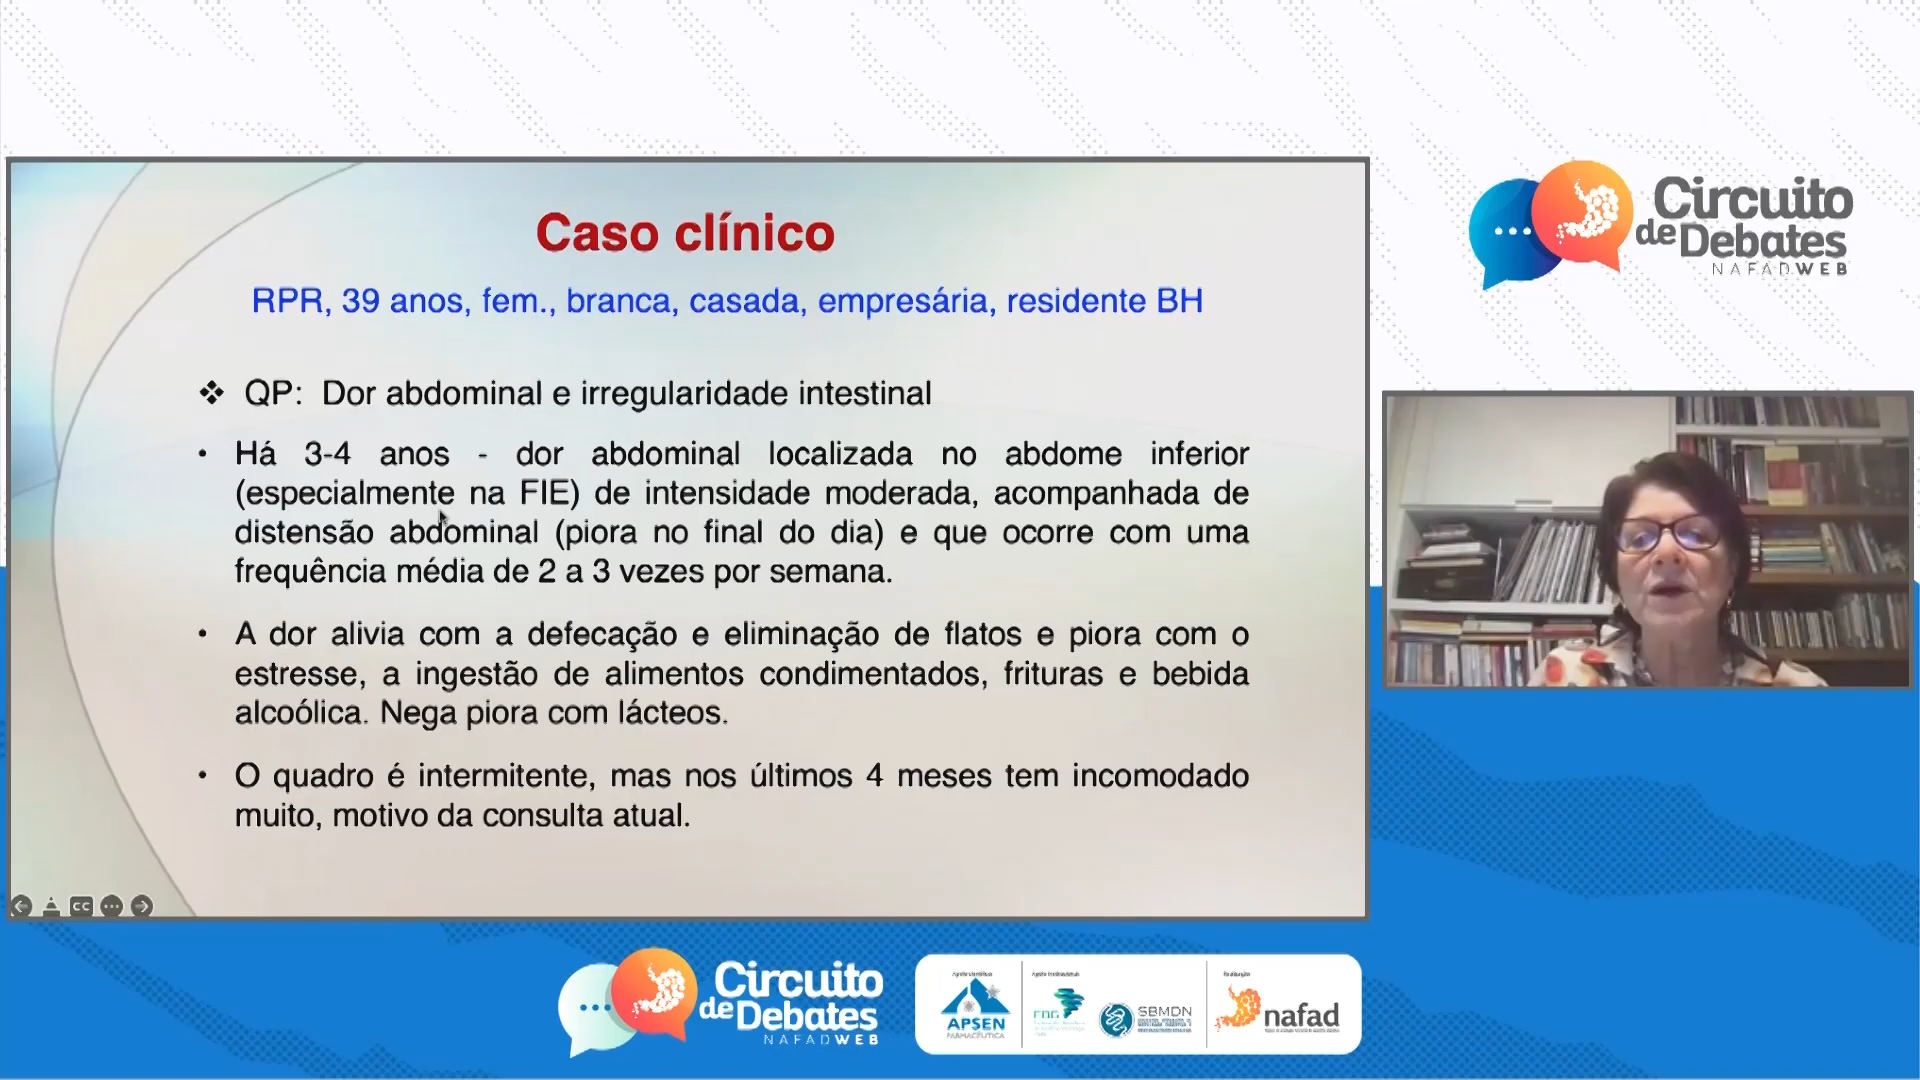 Caso clínico
RPR, 39 anos, fem., branca, casada, empresária, residente BH
❖ QP: Dor abdominal e irregularidade intestinal
• Há 3-4 anos - dor abdominal localizada no abdome inferior
(especialmente na FIE) de intensidade moderada, acompanhada de
distensão abdominal (piora no final do dia) e que ocorre com uma
frequência média de 2 a 3 vezes por semana.
• A dor alivia com a defecação e eliminação de flatos e piora com o
estresse, a ingestão de alimentos condimentados, frituras e bebida
alcoólica. Nega piora com lácteos.
• O quadro é intermitente, mas nos últimos 4 meses tem incomodado
muito, motivo da consulta atual.
CC
Circuito
de Debates
NAFADWEB
Circuito
de Debates
NAFADWEB
APSEN
FARMACÊUTICA
FBG
SBMDN
nafad